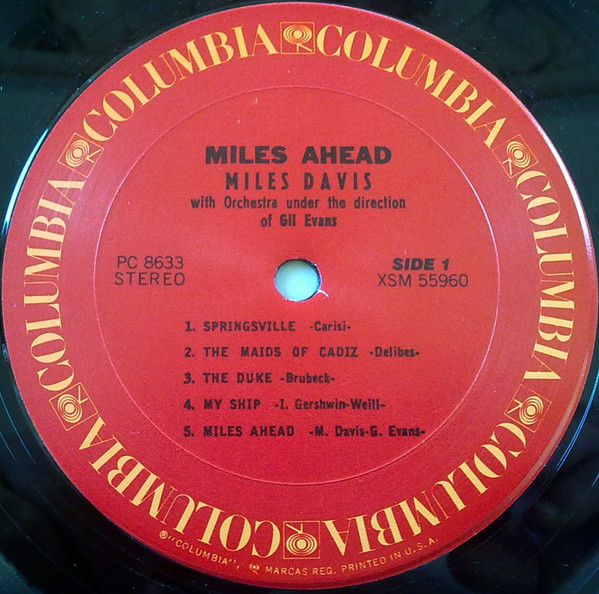 COLUMBIA COLUMBIA COLUMBIA COLUMBIA COLUMBIA COLUMBIA
MILES AHEAD
MILES DAVIS
with Orchestra under the direction
of Gil Evans
PC 8633
STEREO
SIDE 1
XSM 55960
1. SPRINGSVILLE -Carisi-
2. THE MAIDS OF CADIZ -Delibes-
3. THE DUKE -Brubeck-
4. MY SHIP -I. Gershwin-Weill-
5. MILES AHEAD -M. Davis-G. Evans-
®"COLUMBIA", MARCAS REG. PRINTED IN U.S.A.